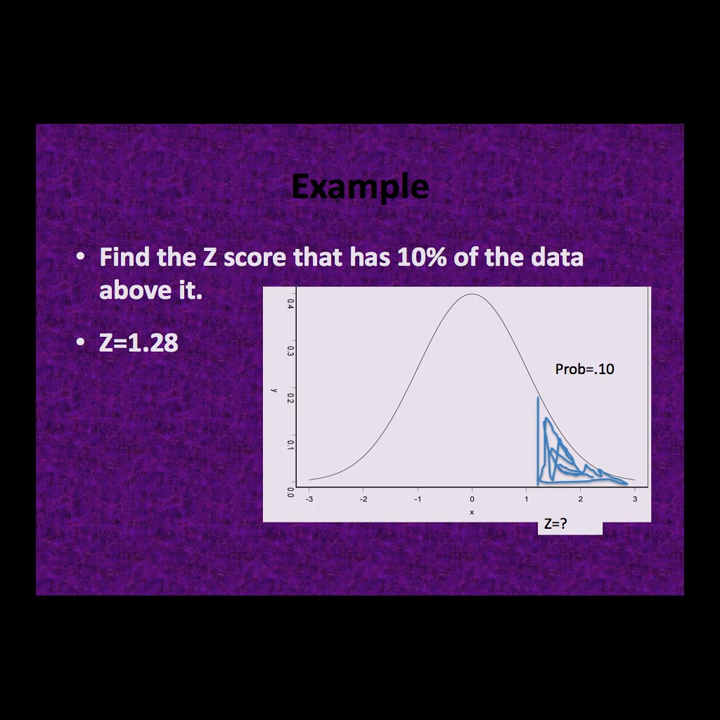 Example
• Find the Z score that has 10% of the data
above it.
• Z=1.28
Prob=.10
0.4
0.3
0.2
0.1
0.0
y
-3 -2 -1 0 1 2 3
x
Z=?